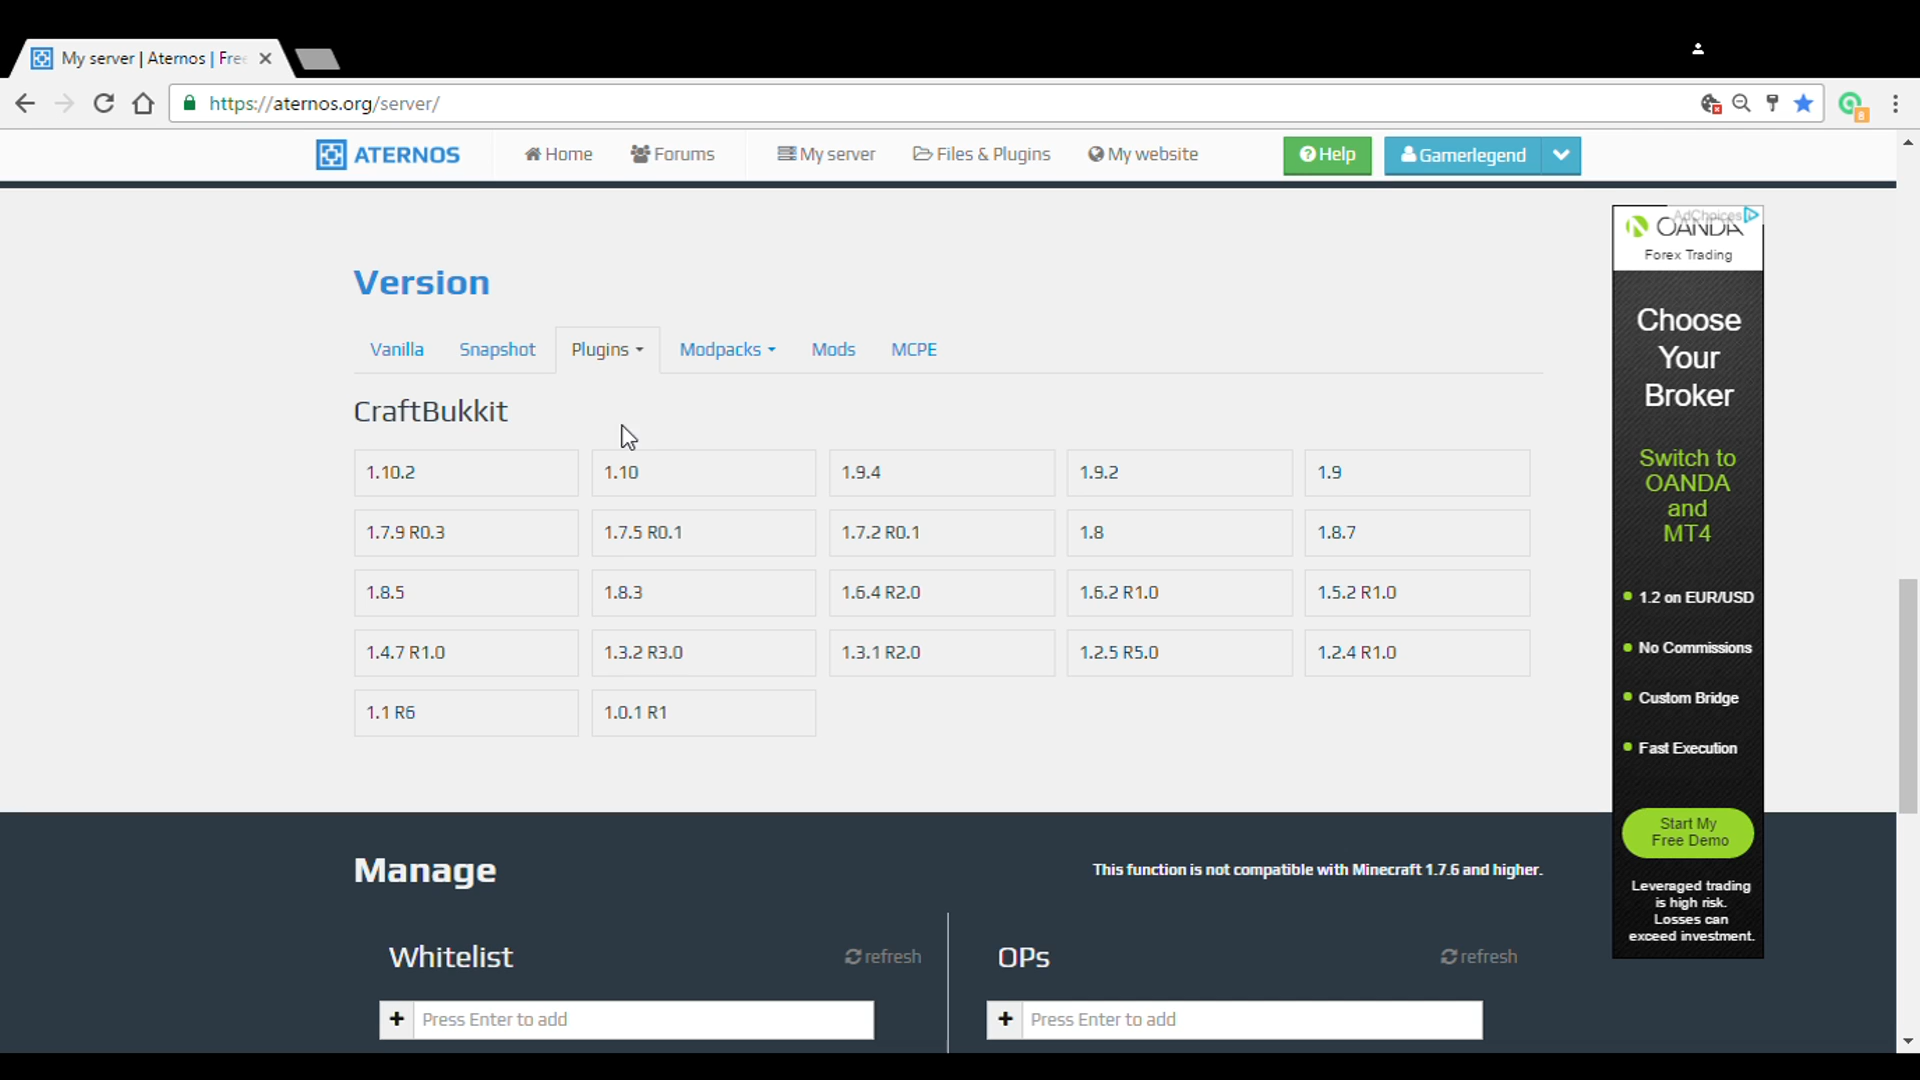 My server | Aternos | Free
https://aternos.org/server/
8
ATERNOS
Home
Forums
My server
Files & Plugins
My website
Help
Gamerlegend
Version
Vanilla
Snapshot
Plugins
Modpacks
Mods
MCPE
CraftBukkit
1.10.2
1.10
1.9.4
1.9.2
1.9
1.7.9 R0.3
1.7.5 R0.1
1.7.2 R0.1
1.8
1.8.7
1.8.5
1.8.3
1.6.4 R2.0
1.6.2 R1.0
1.5.2 R1.0
1.4.7 R1.0
1.3.2 R3.0
1.3.1 R2.0
1.2.5 R5.0
1.2.4 R1.0
1.1 R6
1.0.1 R1
AdChoices
OANDA
Forex Trading
Choose
Your
Broker
Switch to
OANDA
and
MT4
1.2 on EUR/USD
No Commissions
Custom Bridge
Fast Execution
Start My
Free Demo
Leveraged trading
is high risk.
Losses can
exceed investment.
Manage
This function is not compatible with Minecraft 1.7.6 and higher.
Whitelist
refresh
OPs
refresh
Press Enter to add
Press Enter to add